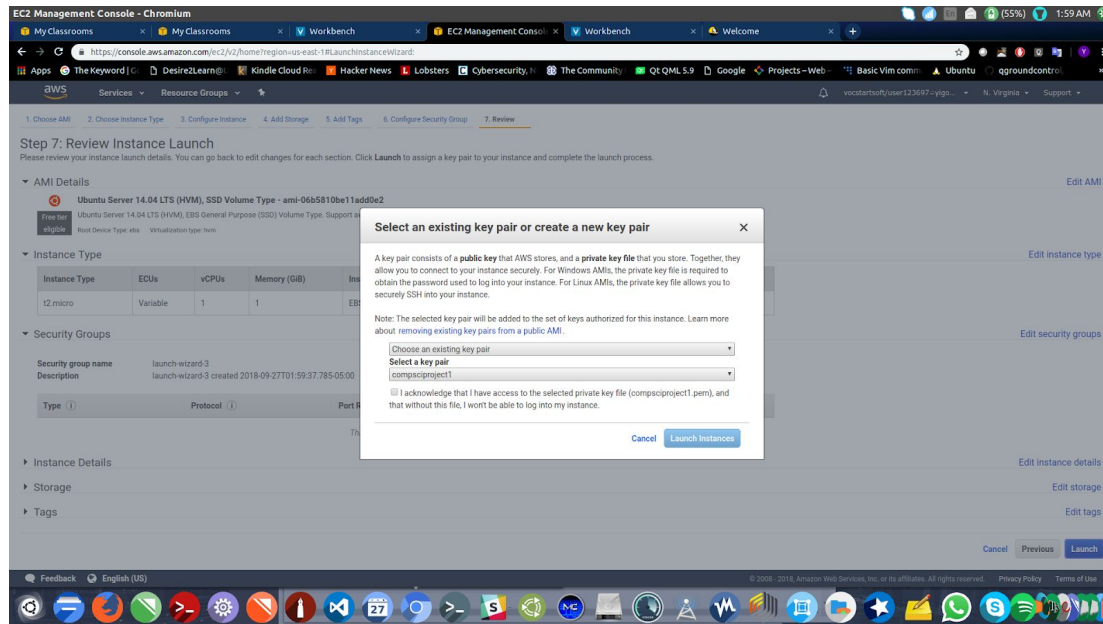 EC2 Management Console - Chromium
(55%) 1:59 AM
My Classrooms
My Classrooms
Workbench
EC2 Management Consol
Workbench
Welcome
https://console.aws.amazon.com/ec2/v2/home?region=us-east-1#LaunchInstanceWizard:
Apps The Keyword | G Desire2Learn@ Kindle Cloud Re Hacker News Lobsters Cybersecurity, N The Community Qt QML 5.9 Google Projects – Web – Basic Vim comm Ubuntu qgroundcontrol
aws Services Resource Groups
vocstartsoft/user123697=yigo... N. Virginia Support
1. Choose AMI 2. Choose Instance Type 3. Configure Instance 4. Add Storage 5. Add Tags 6. Configure Security Group 7. Review
Step 7: Review Instance Launch
Please review your instance launch details. You can go back to edit changes for each section. Click Launch to assign a key pair to your instance and complete the launch process.
AMI Details
Edit AMI
Ubuntu Server 14.04 LTS (HVM), SSD Volume Type - ami-06b5810be11add0e2
Free tier eligible
Ubuntu Server 14.04 LTS (HVM), EBS General Purpose (SSD) Volume Type. Support
Root Device Type: ebs Virtualization type: hvm
Instance Type
Edit instance type
Instance Type ECUs vCPUs Memory (GiB) Ins
t2.micro Variable 1 1 EBS
Security Groups
Edit security groups
Security group name launch-wizard-3
Description launch-wizard-3 created 2018-09-27T01:59:37.785-05:00
Type Protocol Port R
Th
Select an existing key pair or create a new key pair
A key pair consists of a public key that AWS stores, and a private key file that you store. Together, they
allow you to connect to your instance securely. For Windows AMIs, the private key file is required to
obtain the password used to log into your instance. For Linux AMIs, the private key file allows you to
securely SSH into your instance.
Note: The selected key pair will be added to the set of keys authorized for this instance. Learn more
about removing existing key pairs from a public AMI.
Choose an existing key pair
Select a key pair
compsciproject1
I acknowledge that I have access to the selected private key file (compsciproject1.pem), and
that without this file, I won't be able to log into my instance.
Cancel Launch Instances
Instance Details
Edit instance details
Storage
Edit storage
Tags
Edit tags
Cancel Previous Launch
Feedback English (US)
© 2008 - 2018, Amazon Web Services, Inc. or its affiliates. All rights reserved. Privacy Policy Terms of Use
27